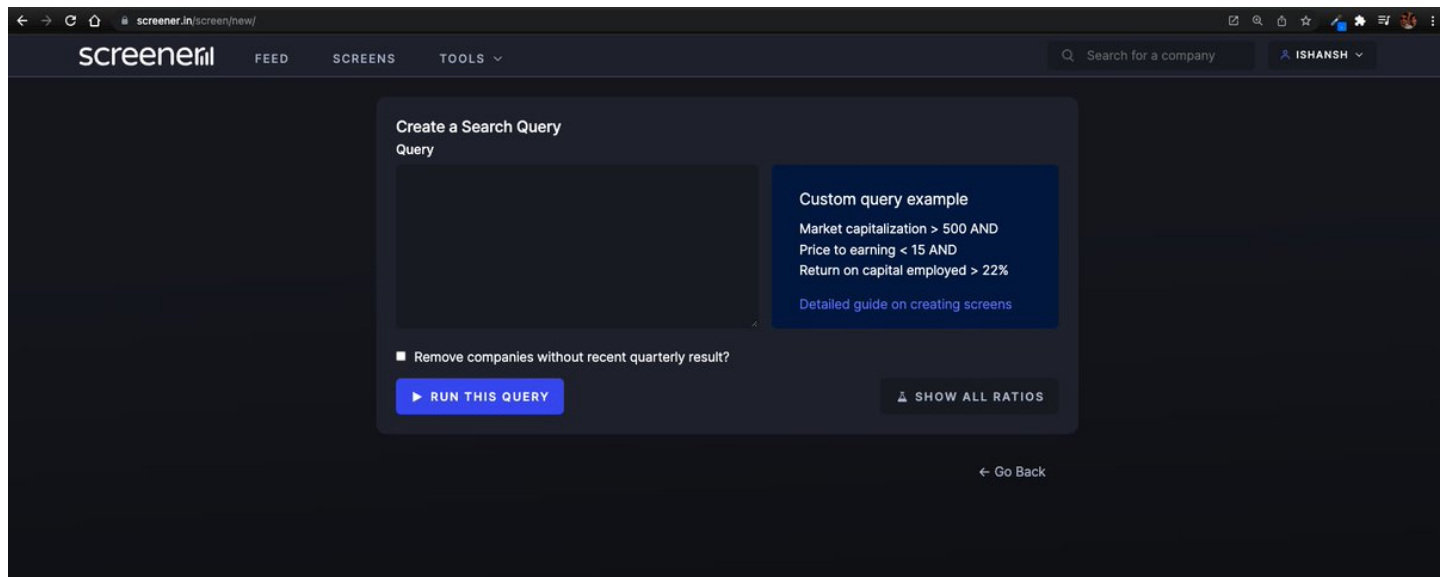 screener.in/screen/new/
screener
FEED SCREENS TOOLS
Search for a company
ISHANSH
Create a Search Query
Query
Custom query example
Market capitalization > 500 AND
Price to earning < 15 AND
Return on capital employed > 22%
Detailed guide on creating screens
Remove companies without recent quarterly result?
RUN THIS QUERY
SHOW ALL RATIOS
← Go Back